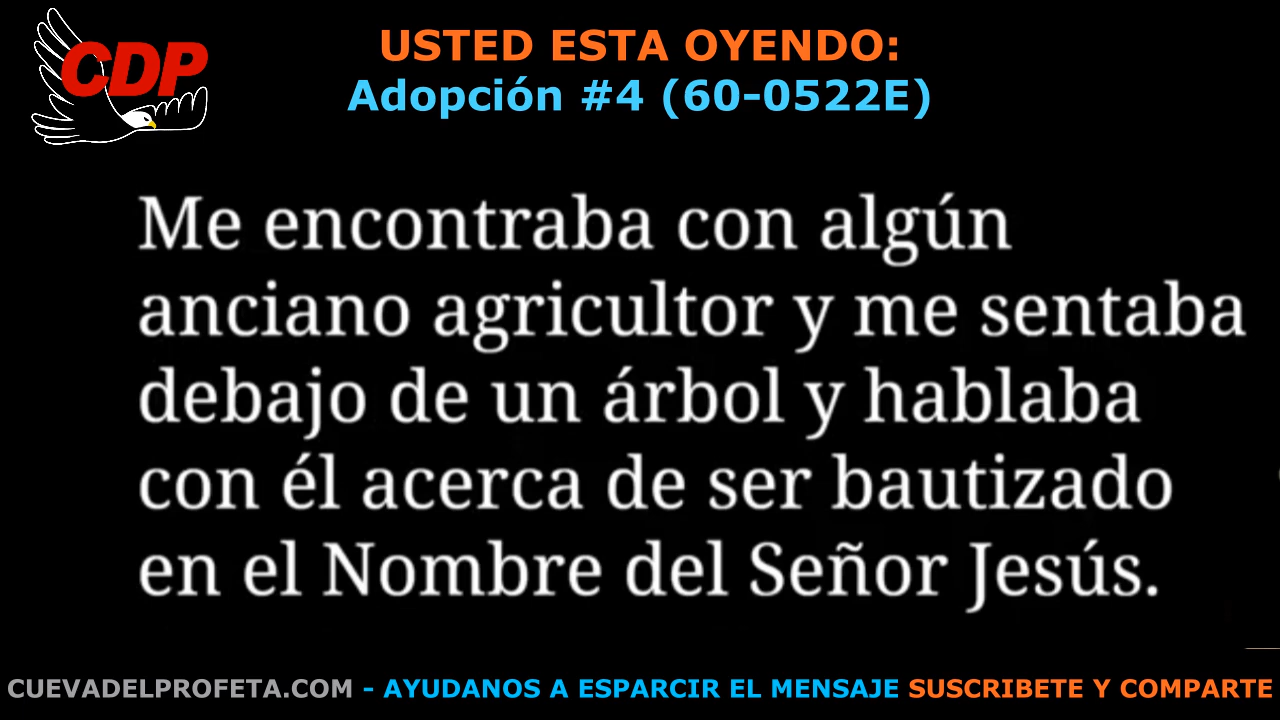 CDP
USTED ESTA OYENDO:
Adopción #4 (60-0522E)
Me encontraba con algún
anciano agricultor y me sentaba
debajo de un árbol y hablaba
con él acerca de ser bautizado
en el Nombre del Señor Jesús.
CUEVADELPROFETA.COM - AYUDANOS A ESPARCIR EL MENSAJE SUSCRIBETE Y COMPARTE